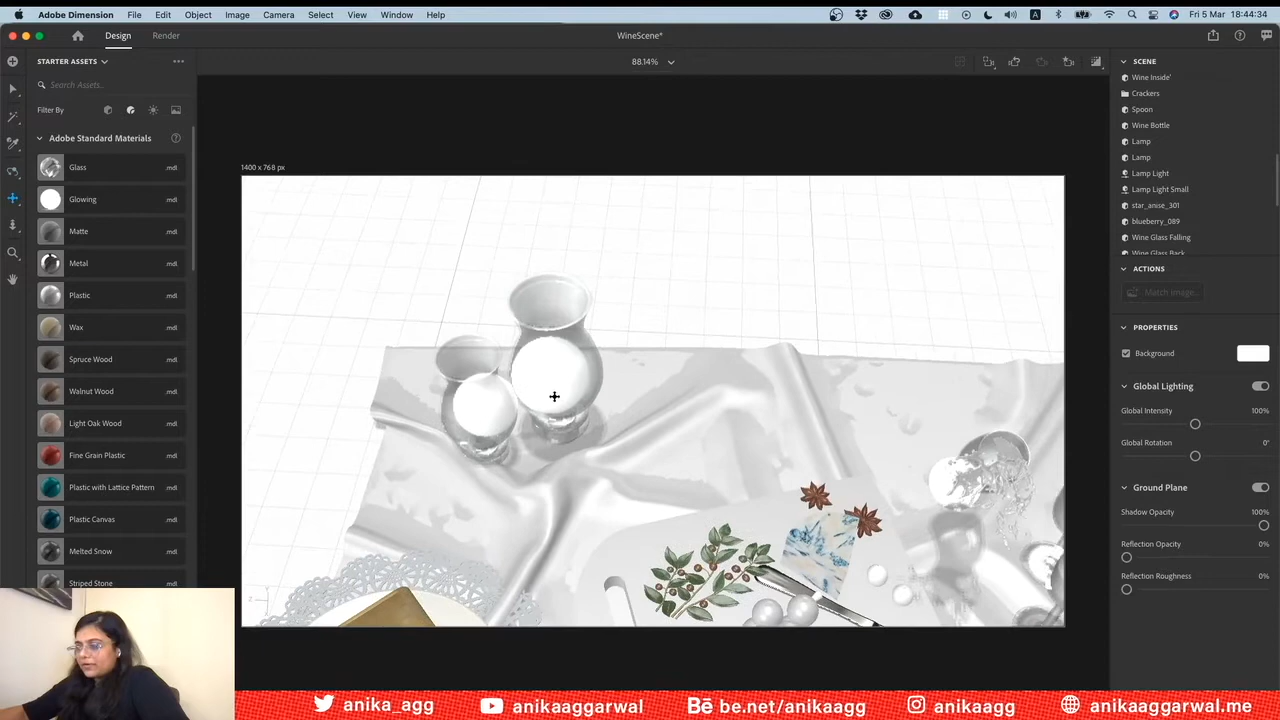 Adobe Dimension File Edit Object Image Camera Select View Window Help
A
Fri 5 Mar 18:44:34
Design Render
WineScene*
STARTER ASSETS
88.14%
Search Assets..
Filter By
Adobe Standard Materials
Glass .mdl
Glowing .mdl
Matte .mdl
Metal .mdl
Plastic .mdl
Wax .mdl
Spruce Wood .mdl
Walnut Wood .mdl
Light Oak Wood .mdl
Fine Grain Plastic .mdl
Plastic with Lattice Pattern .mdl
Plastic Canvas .mdl
Melted Snow .mdl
Striped Stone .mdl
1400 x 768 px
SCENE
Wine Inside'
Crackers
Spoon
Wine Bottle
Lamp
Lamp
Lamp Light
Lamp Light Small
star_anise_301
blueberry_089
Wine Glass Falling
Wine Glass Back
ACTIONS
Match image...
PROPERTIES
Background
Global Lighting
Global Intensity 100%
Global Rotation 0°
Ground Plane
Shadow Opacity 100%
Reflection Opacity 0%
Reflection Roughness 0%
anika_agg
anikaaggarwal
Bē be.net/anikaagg
anikaagg
anikaaggarwal.me